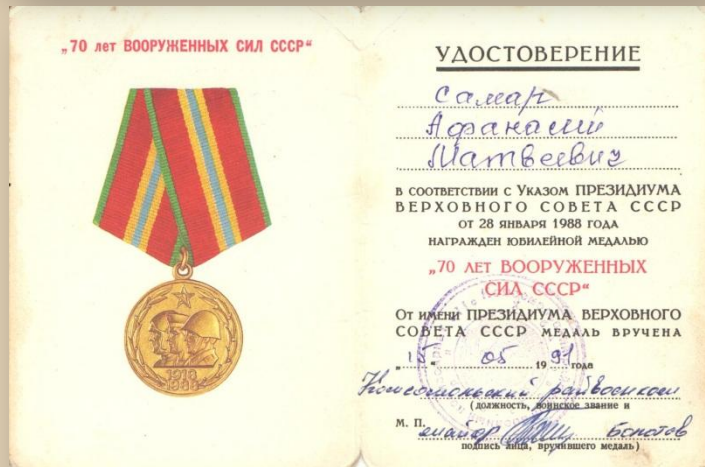 „70 лет ВООРУЖЕННЫХ СИЛ СССР“
1918
1988
УДОСТОВЕРЕНИЕ
Самар
Афанасий
Матвеевич
В СООТВЕТСТВИИ С УКАЗОМ ПРЕЗИДИУМА
ВЕРХОВНОГО СОВЕТА СССР
ОТ 28 ЯНВАРЯ 1988 ГОДА
НАГРАЖДЕН ЮБИЛЕЙНОЙ МЕДАЛЬЮ
„70 ЛЕТ ВООРУЖЕННЫХ
СИЛ СССР“
ОТ ИМЕНИ ПРЕЗИДИУМА ВЕРХОВНОГО
СОВЕТА СССР МЕДАЛЬ ВРУЧЕНА
05 1991 года
Комсомольский райвоенком
(должность, воинское звание и
М. П. майор
подпись лица, вручившего медаль)